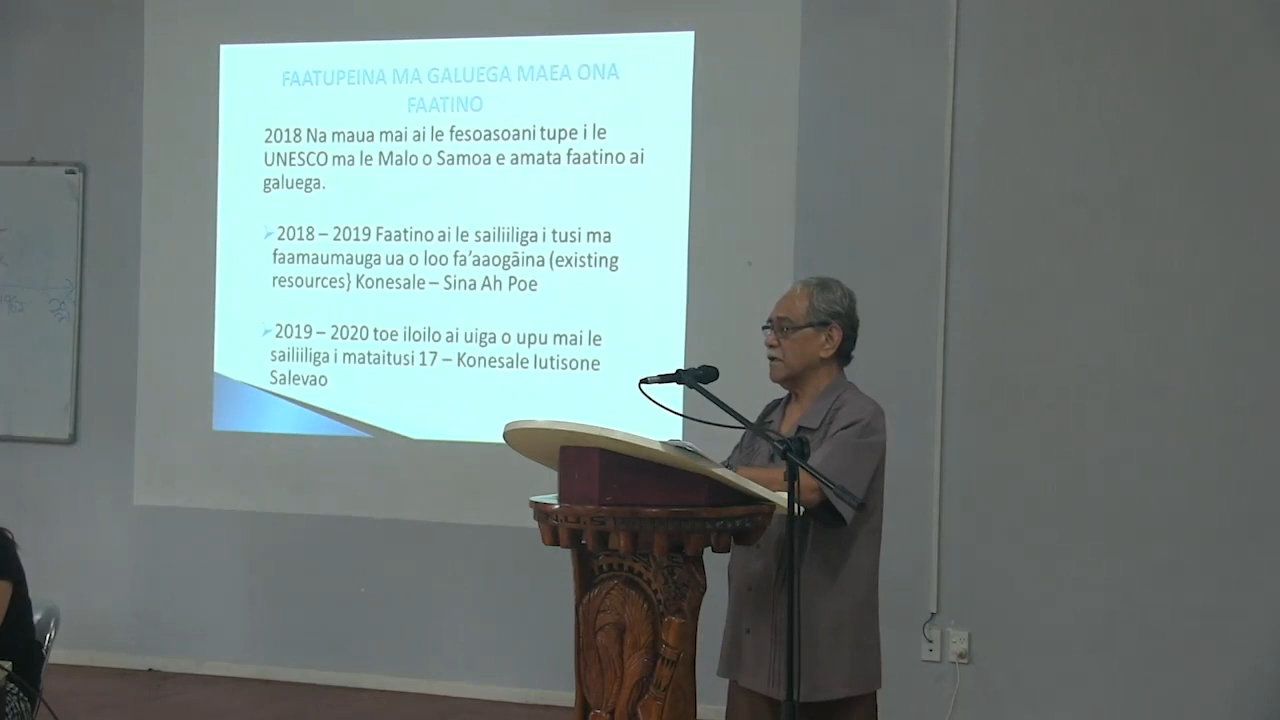 FAATUPEINA MA GALUEGA MAEA ONA
FAATINO
2018 Na maua mai ai le fesoasoani tupe i le
UNESCO ma le Malo o Samoa e amata faatino ai
galuega.
2018 – 2019 Faatino ai le sailiiliga i tusi ma
faamaumauga ua o loo fa'aaogāina (existing
resources} Konesale – Sina Ah Poe
2019 – 2020 toe iloilo ai uiga o upu mai le
sailiiliga i mataitusi 17 – Konesale Iutisone
Salevao
N.U.S